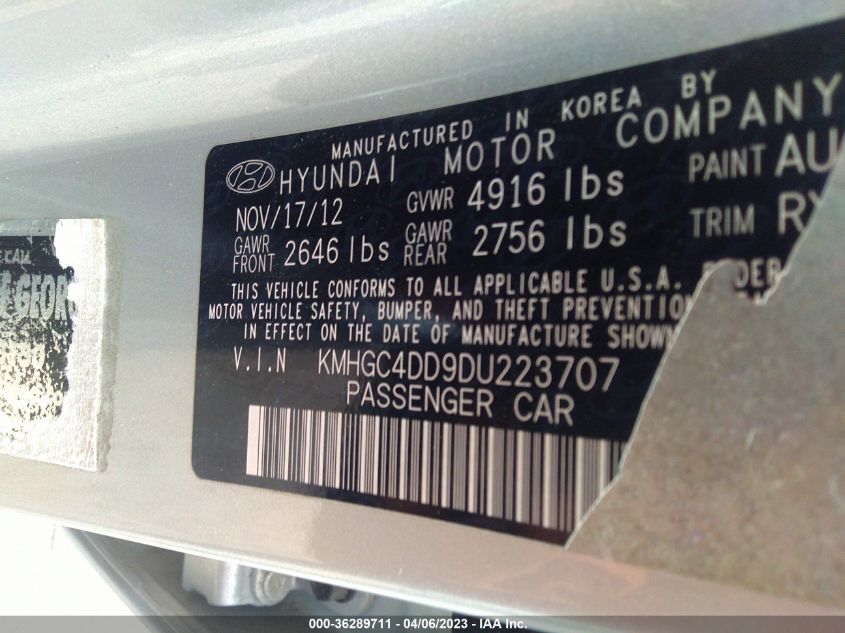 MANUFACTURED IN KOREA BY
HYUNDAI MOTOR COMPANY
NOV/17/12 GVWR 4916 lbs PAINT AU
GAWR FRONT 2646 lbs GAWR REAR 2756 lbs TRIM RY
THIS VEHICLE CONFORMS TO ALL APPLICABLE U.S.A.
MOTOR VEHICLE SAFETY, BUMPER, AND THEFT PREVENTION
IN EFFECT ON THE DATE OF MANUFACTURE SHOWN
V.I.N KMHGC4DD9DU223707
PASSENGER CAR
000-36289711 - 04/06/2023 - IAA Inc.